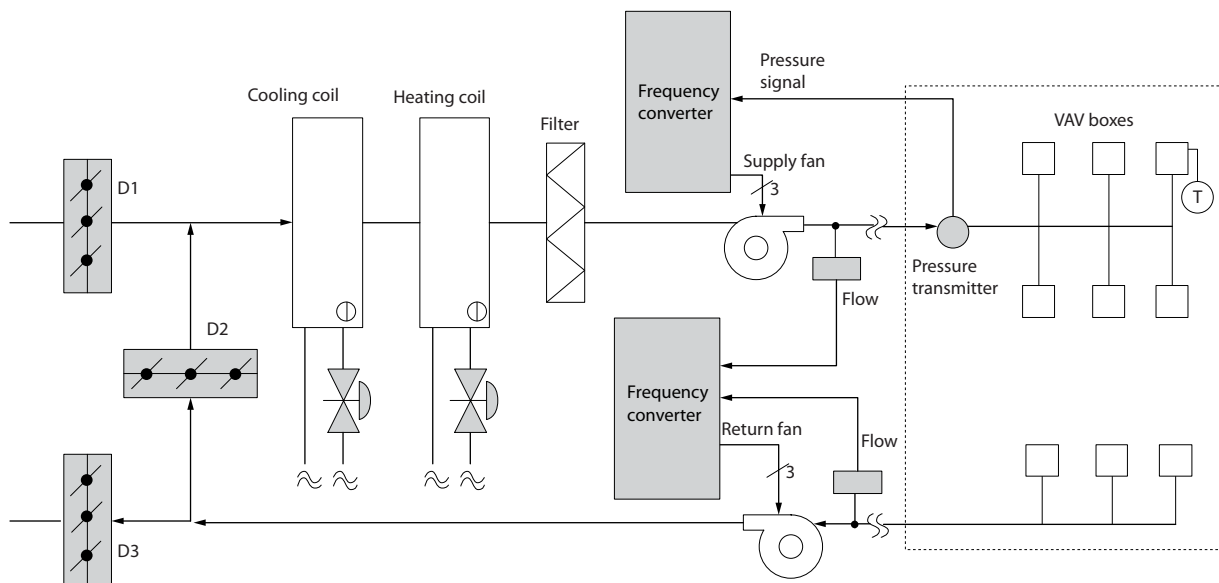 Pressure
signal
Cooling coil
Heating coil
Frequency
converter
VAV boxes
Filter
Supply fan
D1
3
T
Pressure
transmitter
Flow
D2
Frequency
converter
Return fan
Flow
3
D3